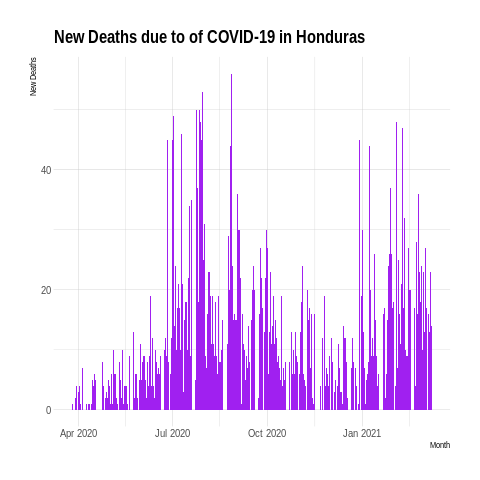 New Deaths due to of COVID-19 in Honduras
New Deaths
40
20
0
Apr 2020 Jul 2020 Oct 2020 Jan 2021
Month